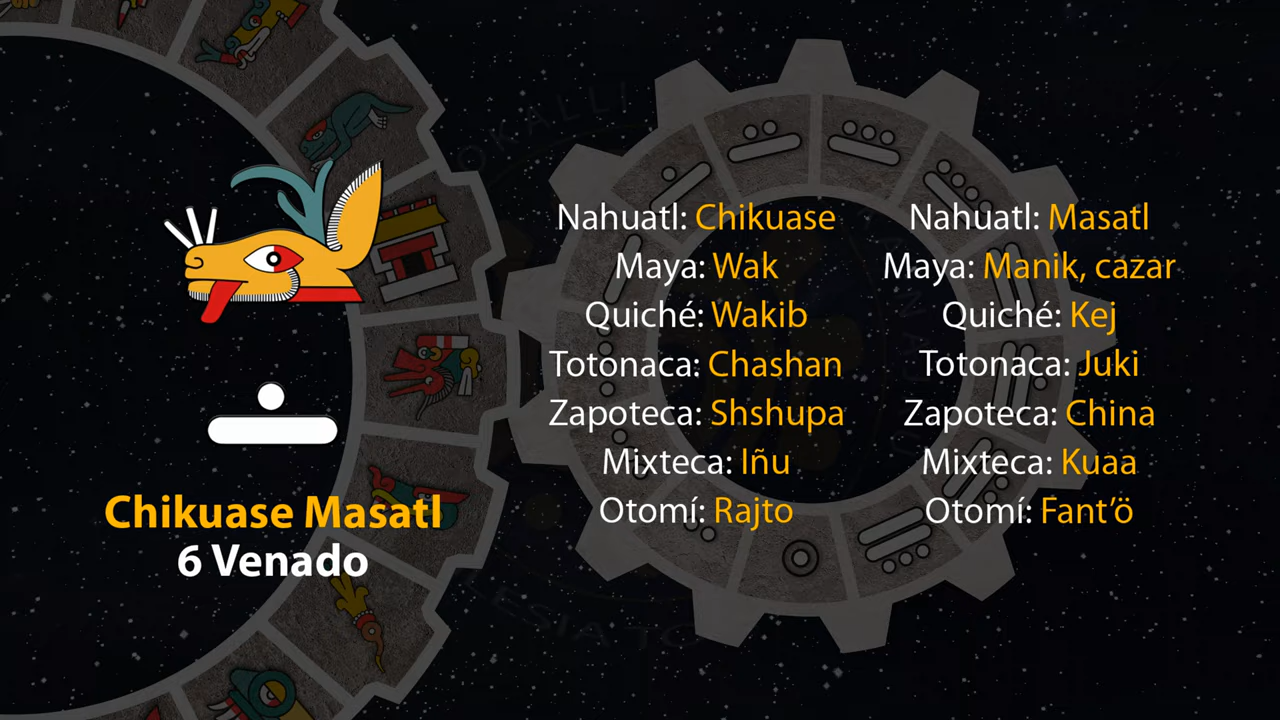 Chikuase Masatl
6 Venado
Nahuatl: Chikuase
Maya: Wak
Quiché: Wakib
Totonaca: Chashan
Zapoteca: Shshupa
Mixteca: Iñu
Otomí: Rajto
Nahuatl: Masatl
Maya: Manik, cazar
Quiché: Kej
Totonaca: Juki
Zapoteca: China
Mixteca: Kuaa
Otomí: Fant'ö